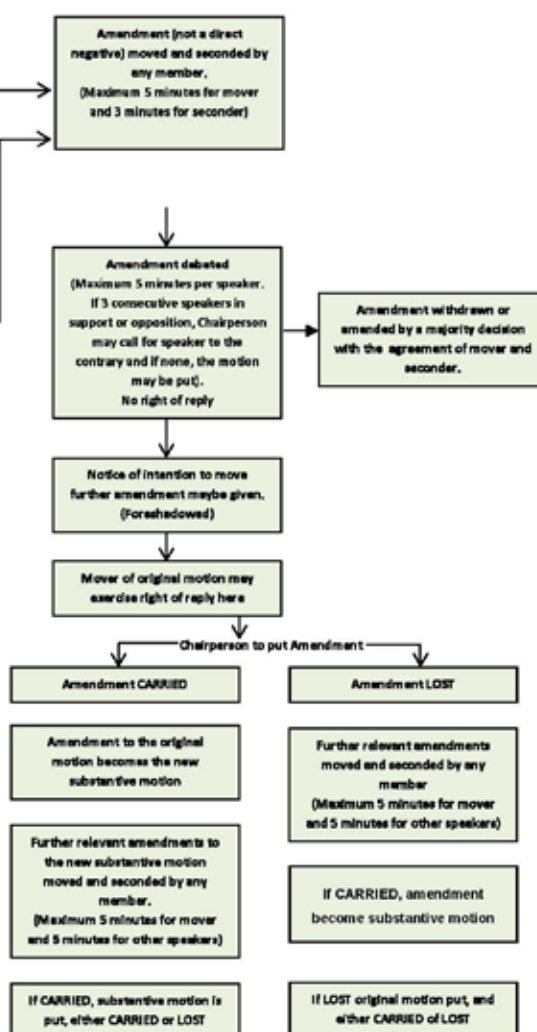 Amendment (not a direct
negative) moved and seconded by
any member.
(Maximum 5 minutes for mover
and 3 minutes for seconder)
Amendment debated
(Maximum 5 minutes per speaker.
If 3 consecutive speakers in
support or opposition, Chairperson
may call for speaker to the
contrary and if none, the motion
may be put).
No right of reply
Amendment withdrawn or
amended by a majority decision
with the agreement of mover and
seconder.
Notice of intention to move
further amendment maybe given.
(Foreshadowed)
Mover of original motion may
exercise right of reply here
Chairperson to put Amendment
Amendment CARRIED
Amendment to the original
motion becomes the new
substantive motion
Further relevant amendments to
the new substantive motion
moved and seconded by any
member.
(Maximum 5 minutes for mover
and 5 minutes for other speakers)
If CARRIED, substantive motion is
put, either CARRIED or LOST
Amendment LOST
Further relevant amendments
moved and seconded by any
member
(Maximum 5 minutes for mover
and 5 minutes for other speakers)
If CARRIED, amendment
become substantive motion
If LOST original motion put, and
either CARRIED of LOST